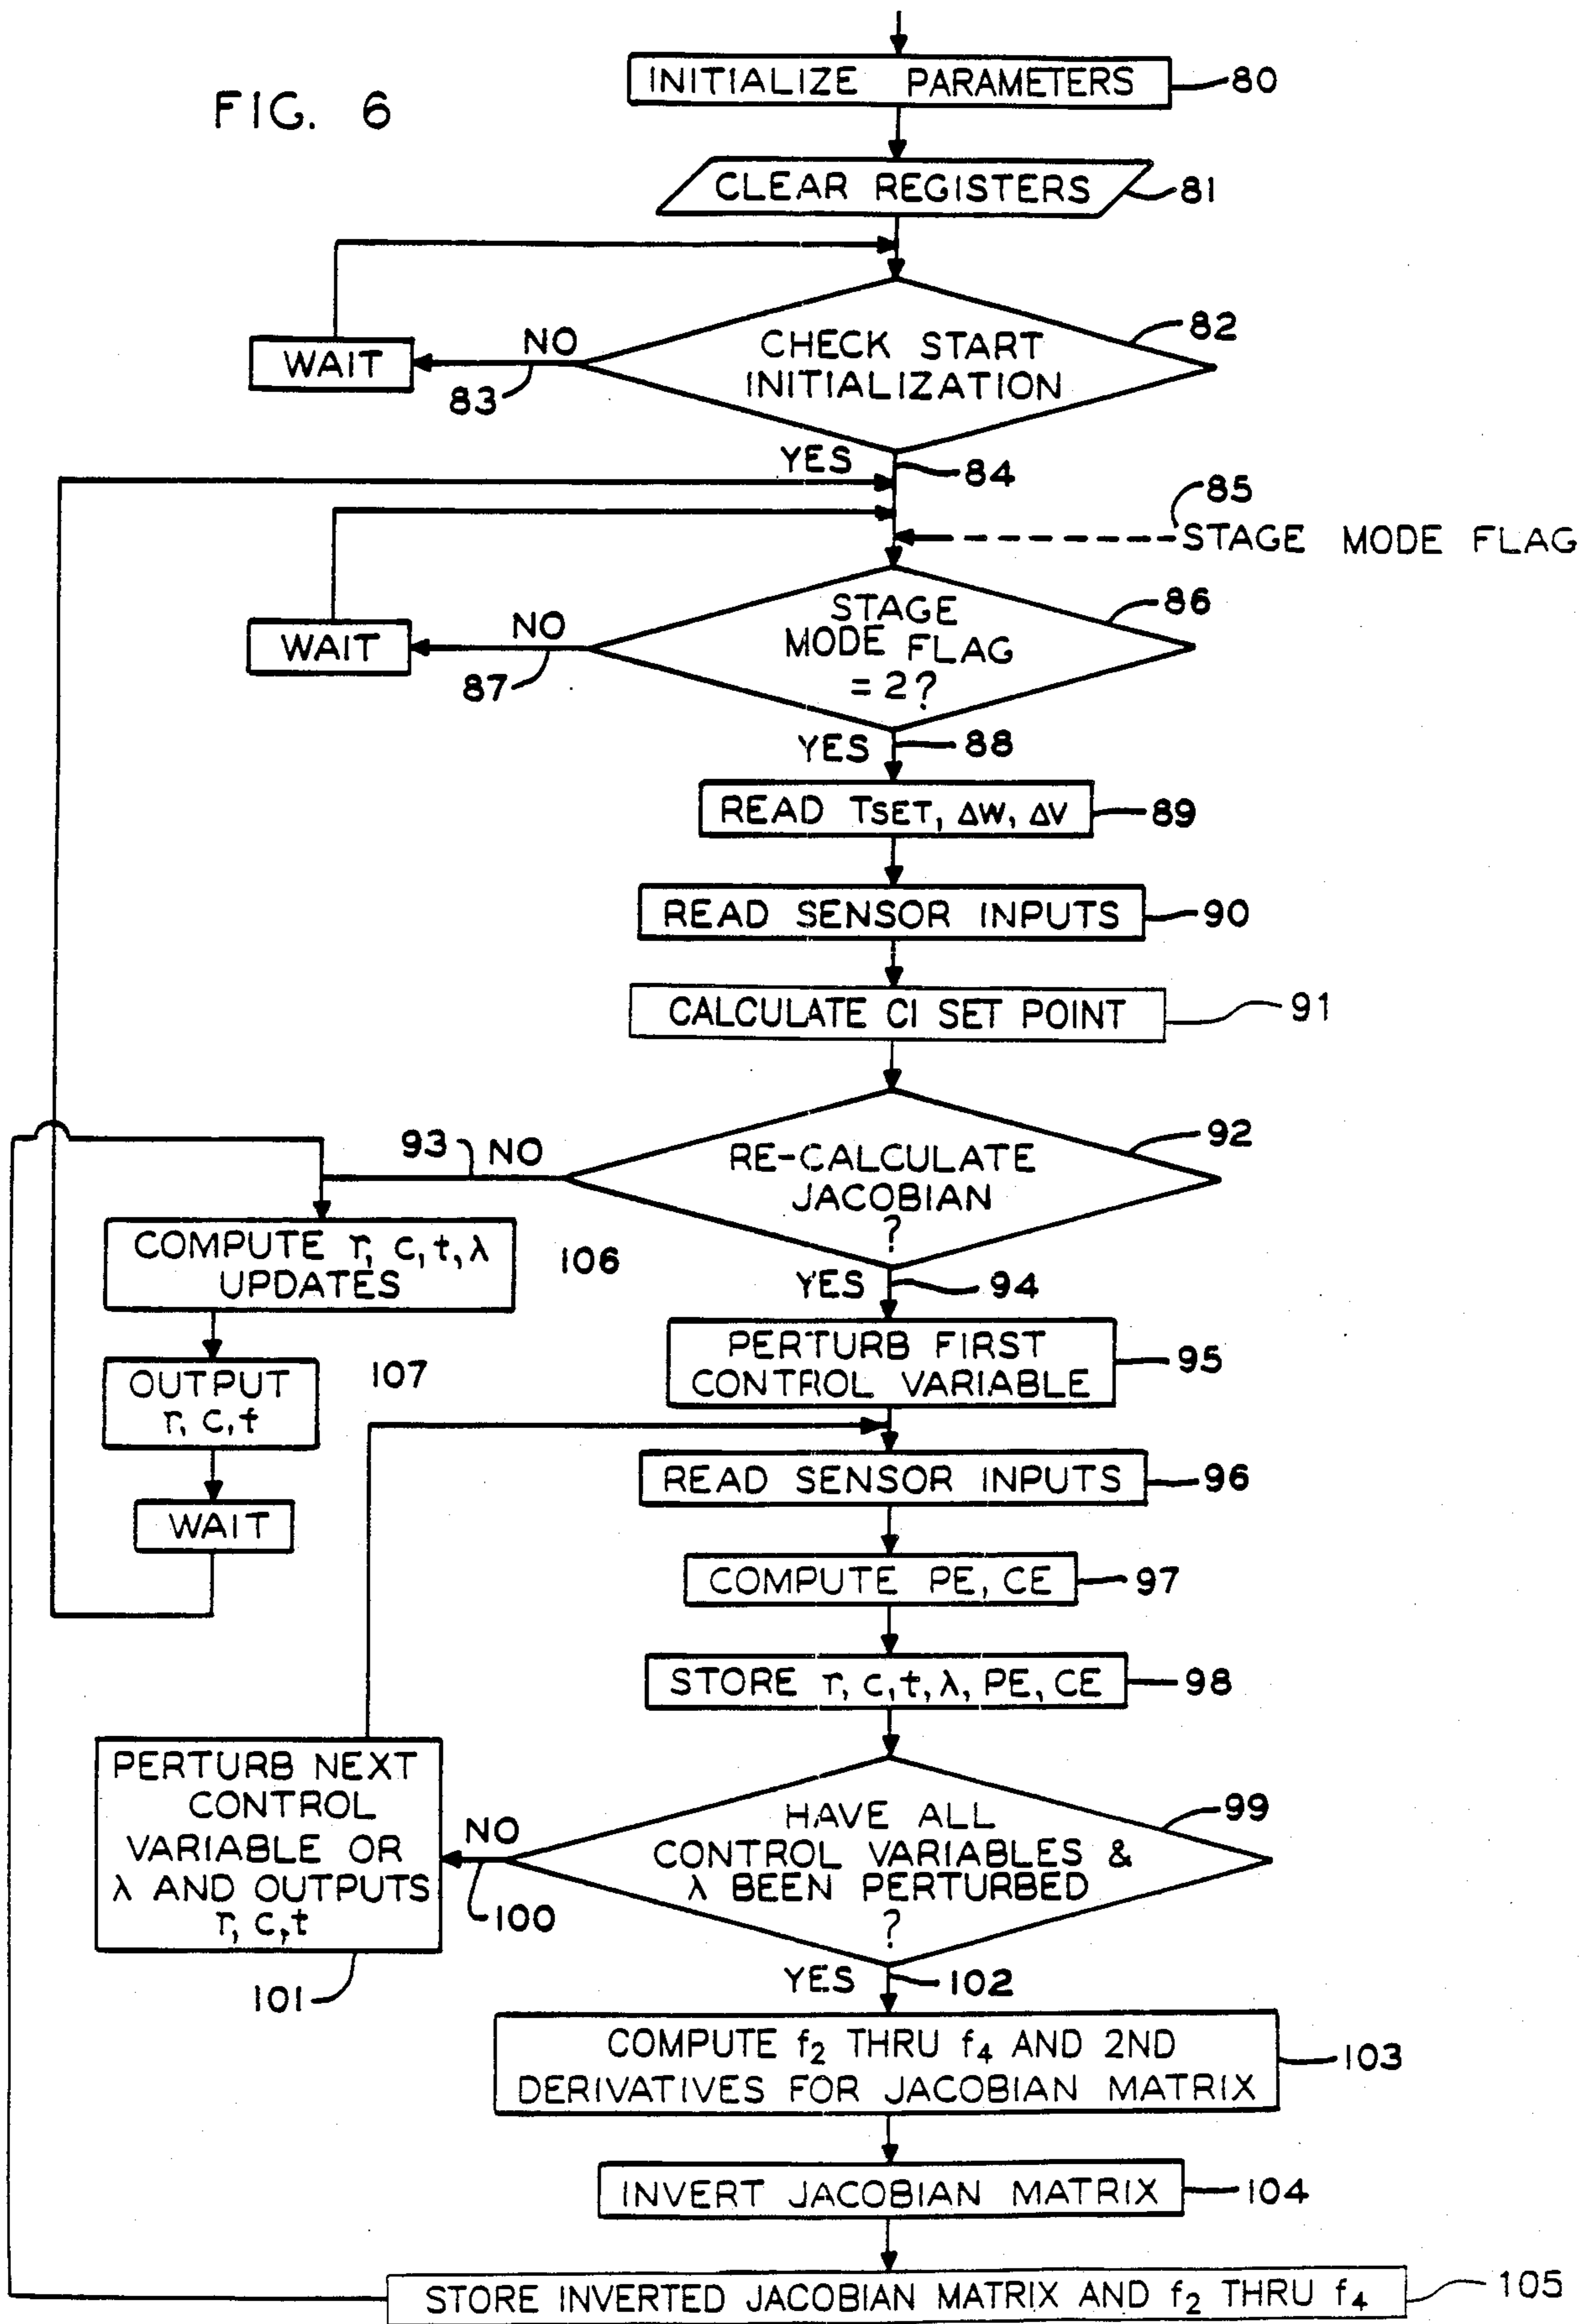 FIG. 6
INITIALIZE PARAMETERS
80
CLEAR REGISTERS
81
CHECK START
INITIALIZATION
82
NO
83
WAIT
YES
84
85
STAGE MODE FLAG
STAGE
MODE FLAG
= 2?
86
NO
87
WAIT
YES
88
READ TSET, ΔW, ΔV
89
READ SENSOR INPUTS
90
CALCULATE CI SET POINT
91
RE-CALCULATE
JACOBIAN
?
92
93
NO
COMPUTE r, c, t, λ
UPDATES
106
YES
94
OUTPUT
r, c, t
107
WAIT
PERTURB FIRST
CONTROL VARIABLE
95
READ SENSOR INPUTS
96
COMPUTE PE, CE
97
STORE r, c, t, λ, PE, CE
98
HAVE ALL
CONTROL VARIABLES &
λ BEEN PERTURBED
?
99
NO
100
PERTURB NEXT
CONTROL
VARIABLE OR
λ AND OUTPUTS
r, c, t
101
YES
102
COMPUTE f₂ THRU f₄ AND 2ND
DERIVATIVES FOR JACOBIAN MATRIX
103
INVERT JACOBIAN MATRIX
104
STORE INVERTED JACOBIAN MATRIX AND f₂ THRU f₄
105